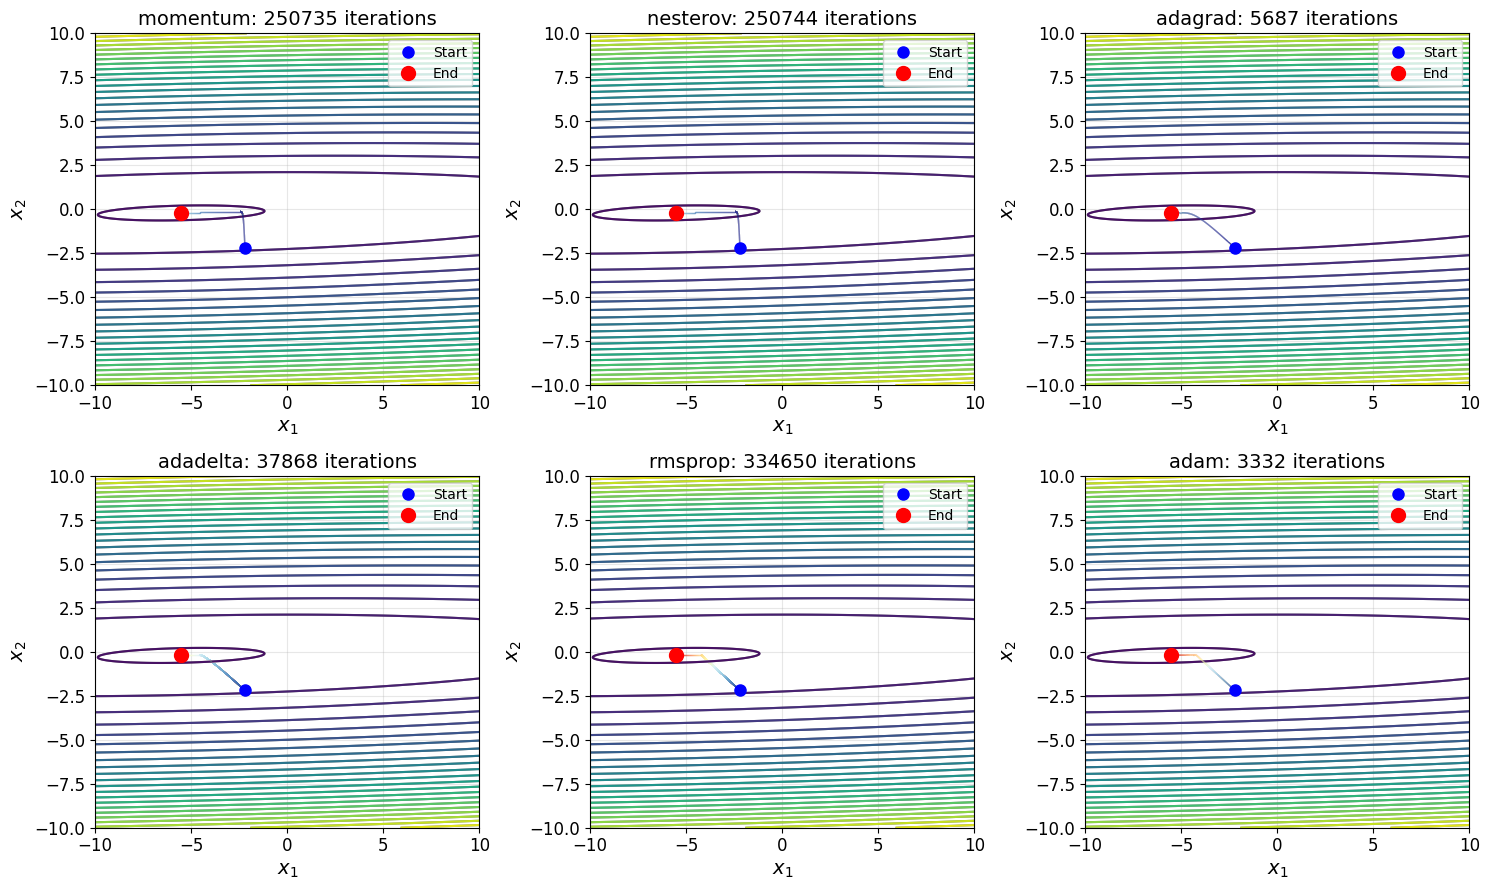 momentum: 250735 iterations
10.0
7.5
5.0
2.5
0.0
−2.5
−5.0
−7.5
−10.0
x₂
−10
−5
0
5
10
x₁
Start
End
nesterov: 250744 iterations
10.0
7.5
5.0
2.5
0.0
−2.5
−5.0
−7.5
−10.0
x₂
−10
−5
0
5
10
x₁
Start
End
adagrad: 5687 iterations
10.0
7.5
5.0
2.5
0.0
−2.5
−5.0
−7.5
−10.0
x₂
−10
−5
0
5
10
x₁
Start
End
adadelta: 37868 iterations
10.0
7.5
5.0
2.5
0.0
−2.5
−5.0
−7.5
−10.0
x₂
−10
−5
0
5
10
x₁
Start
End
rmsprop: 334650 iterations
10.0
7.5
5.0
2.5
0.0
−2.5
−5.0
−7.5
−10.0
x₂
−10
−5
0
5
10
x₁
Start
End
adam: 3332 iterations
10.0
7.5
5.0
2.5
0.0
−2.5
−5.0
−7.5
−10.0
x₂
−10
−5
0
5
10
x₁
Start
End